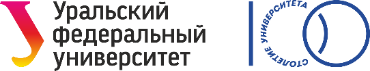 Уральский
федеральный
университет
СТОЛЕТИЕ УНИВЕРСИТЕТА